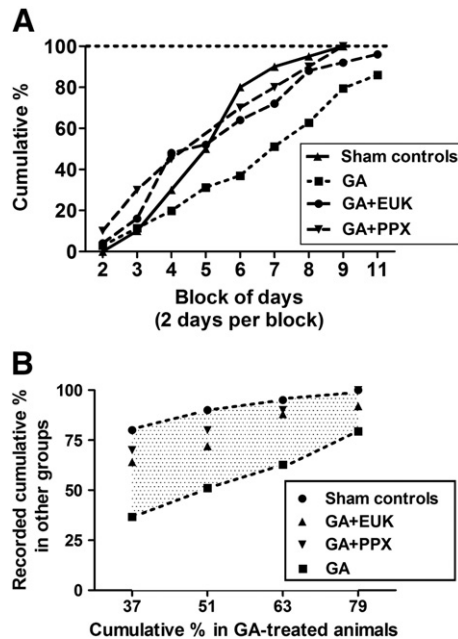 A
Cumulative %
100
80
60
40
20
0
2 3 4 5 6 7 8 9 11
Block of days
(2 days per block)
Sham controls
GA
GA+EUK
GA+PPX
B
Recorded cumulative %
in other groups
100
75
50
25
0
37 51 63 79
Cumulative % in GA-treated animals
Sham controls
GA+EUK
GA+PPX
GA